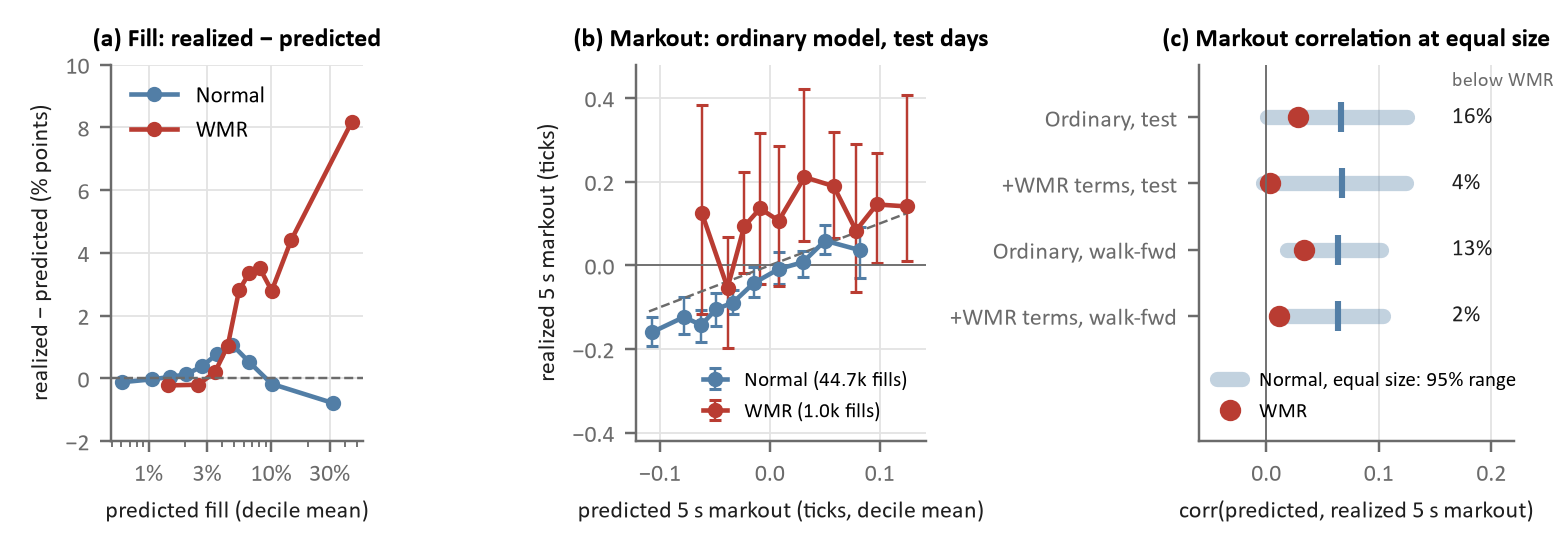 (a) Fill: realized − predicted
10
8
6
4
2
0
−2
realized − predicted (% points)
Normal
WMR
1%
3%
10%
30%
predicted fill (decile mean)
(b) Markout: ordinary model, test days
0.4
0.2
0.0
−0.2
−0.4
realized 5 s markout (ticks)
Normal (44.7k fills)
WMR (1.0k fills)
−0.1
0.0
0.1
predicted 5 s markout (ticks, decile mean)
(c) Markout correlation at equal size
below WMR
Ordinary, test
16%
+WMR terms, test
4%
Ordinary, walk-fwd
13%
+WMR terms, walk-fwd
2%
Normal, equal size: 95% range
WMR
0.0
0.1
0.2
corr(predicted, realized 5 s markout)